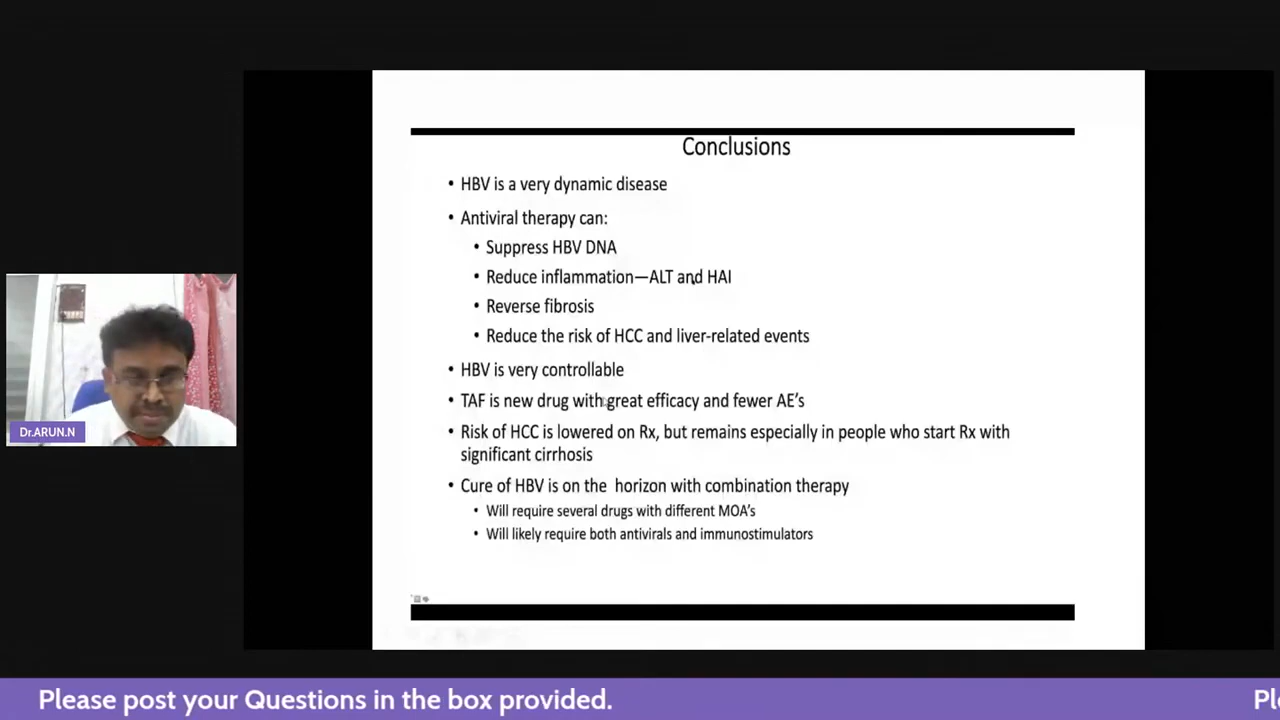 Conclusions
• HBV is a very dynamic disease
• Antiviral therapy can:
• Suppress HBV DNA
• Reduce inflammation—ALT and HAI
• Reverse fibrosis
• Reduce the risk of HCC and liver-related events
• HBV is very controllable
• TAF is new drug with great efficacy and fewer AE's
• Risk of HCC is lowered on Rx, but remains especially in people who start Rx with
significant cirrhosis
• Cure of HBV is on the horizon with combination therapy
• Will require several drugs with different MOA's
• Will likely require both antivirals and immunostimulators
Dr.ARUN.N
Please post your Questions in the box provided.
Ple